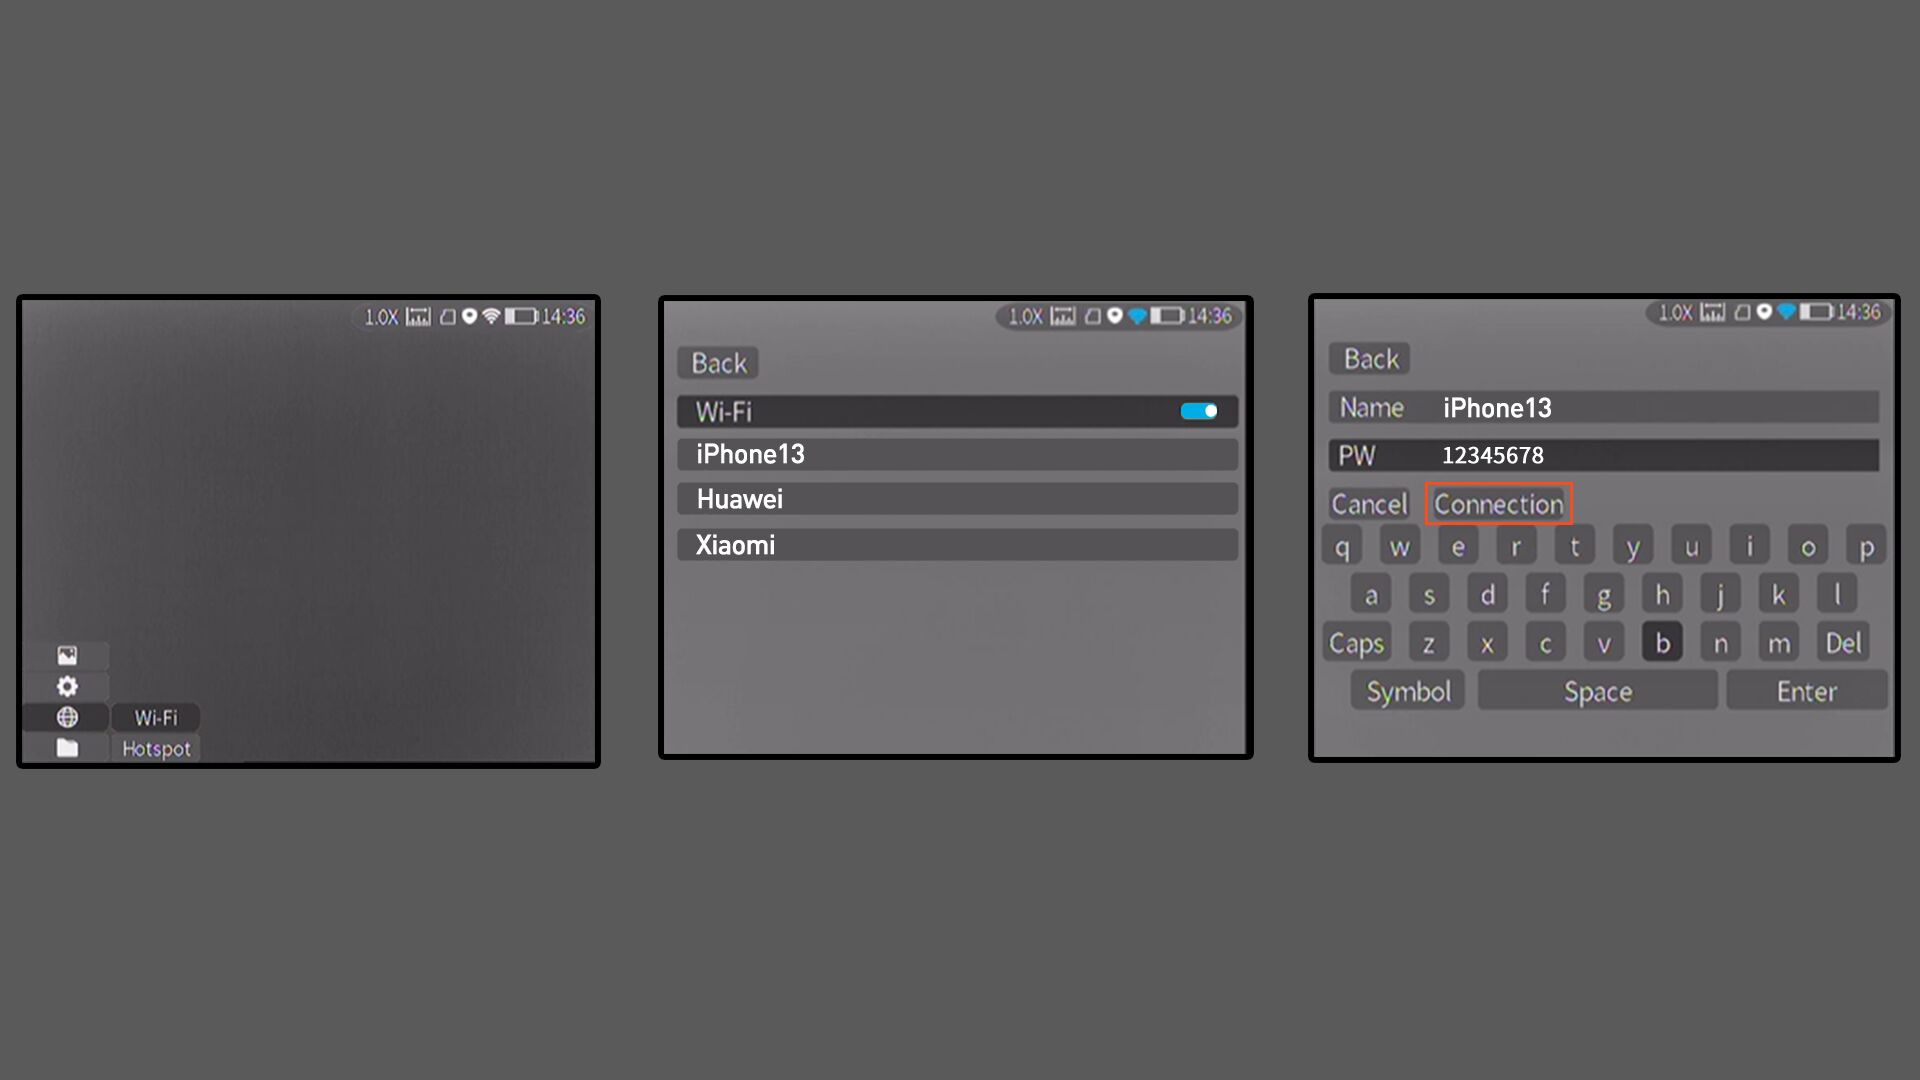 1.0X 14:36
Wi-Fi
Hotspot
1.0X 14:36
Back
Wi-Fi
iPhone13
Huawei
Xiaomi
1.0X 14:36
Back
Name iPhone13
PW 12345678
Cancel Connection
q w e r t y u i o p
a s d f g h j k l
Caps z x c v b n m Del
Symbol Space Enter